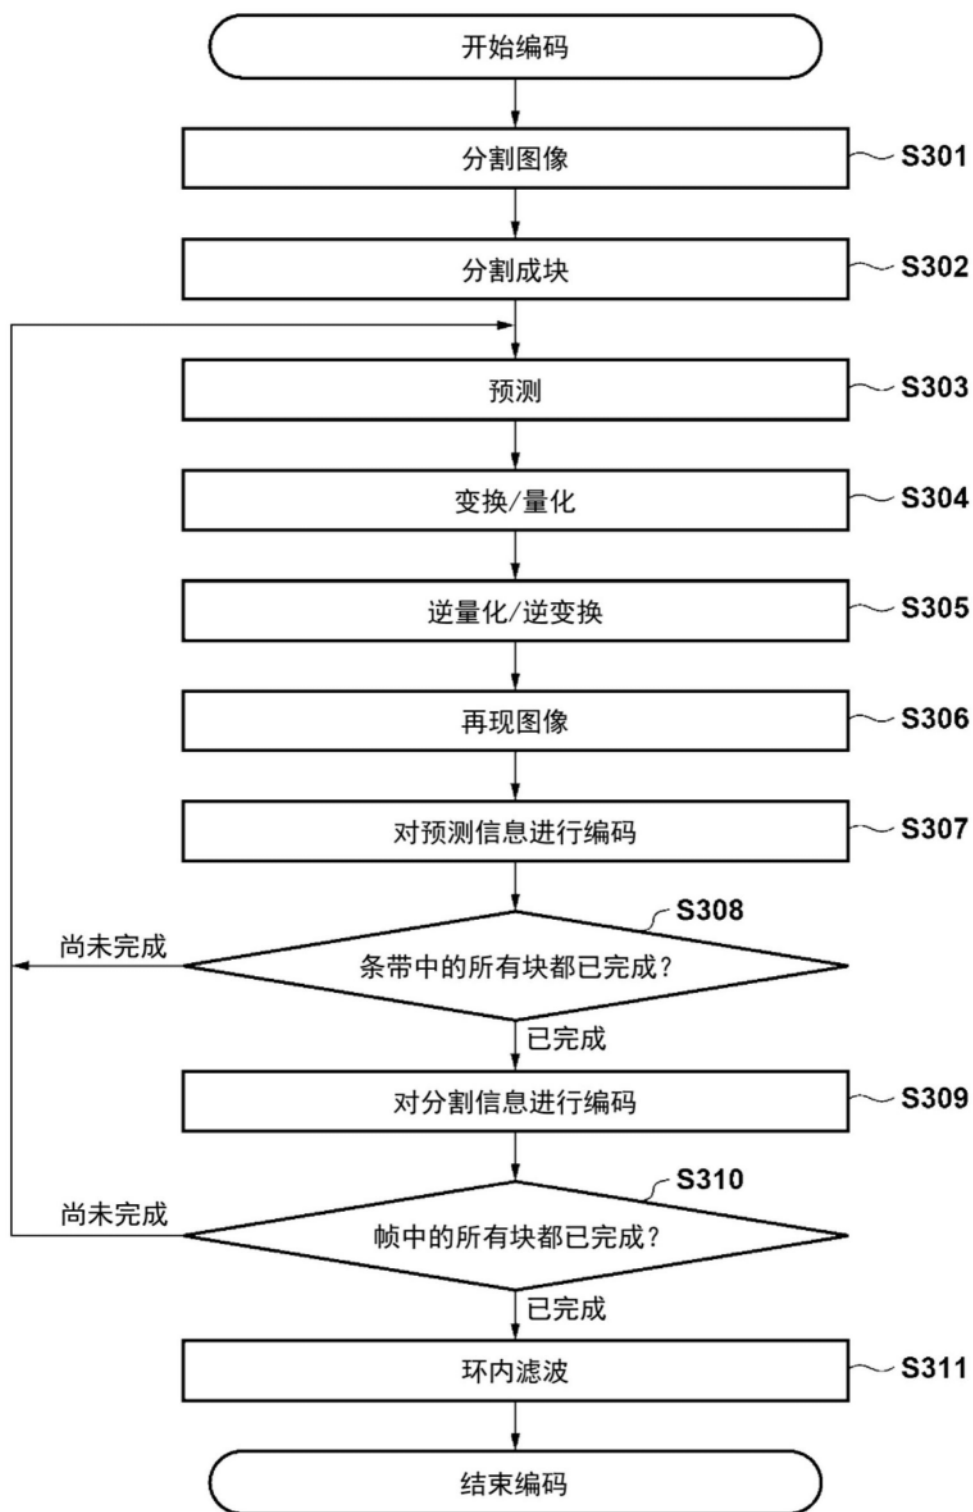 开始编码
分割图像
S301
分割成块
S302
预测
S303
变换/量化
S304
逆量化/逆变换
S305
再现图像
S306
对预测信息进行编码
S307
S308
尚未完成
条带中的所有块都已完成?
已完成
对分割信息进行编码
S309
S310
尚未完成
帧中的所有块都已完成?
已完成
环内滤波
S311
结束编码